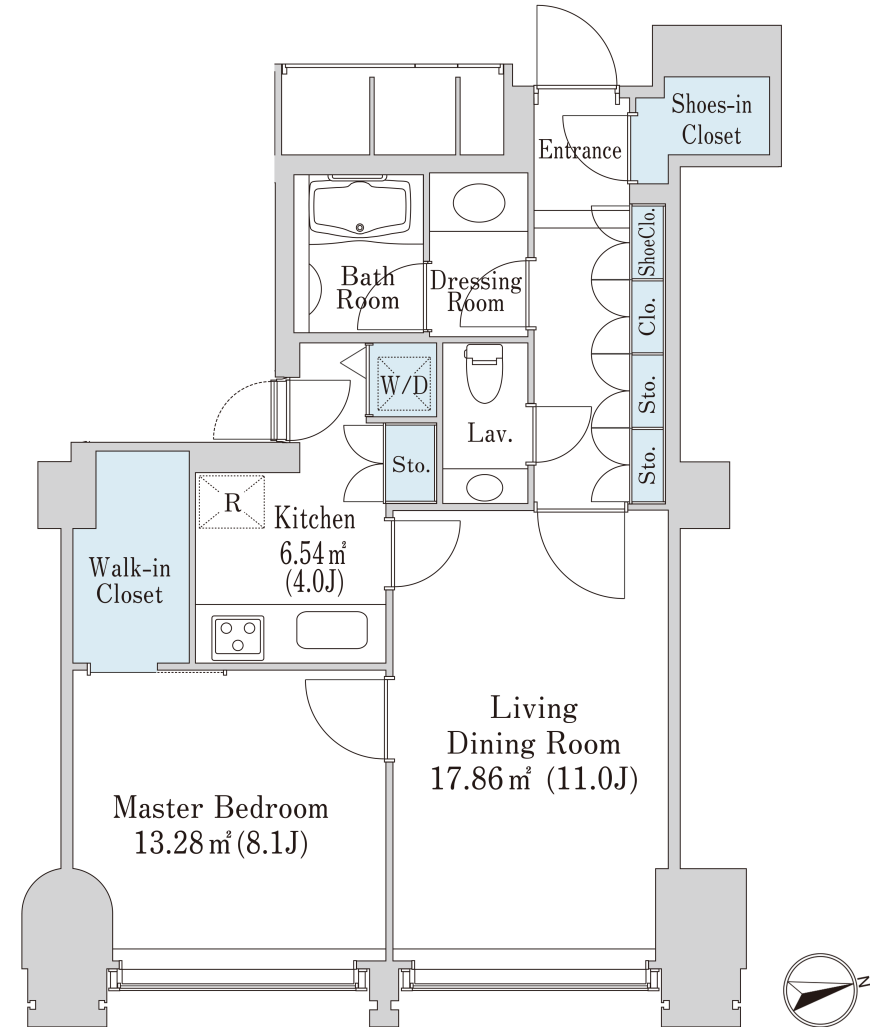 Shoes-in
Closet
Entrance
ShoeClo.
Bath
Room
Dressing
Room
Clo.
W/D
Sto.
Lav.
Sto.
Sto.
R
Kitchen
6.54㎡
(4.0J)
Walk-in
Closet
Living
Dining Room
17.86㎡ (11.0J)
Master Bedroom
13.28㎡(8.1J)
N